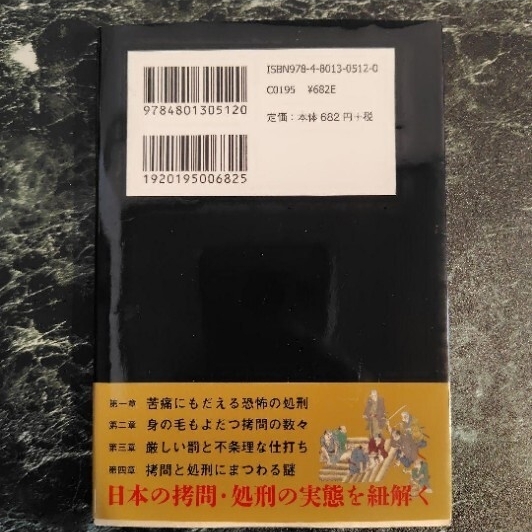 ISBN978-4-8013-0512-0
C0195 ¥682E
定価：本体682円+税
9784801305120
1920195006825
第一章 苦痛にもだえる恐怖の処刑
第二章 身の毛もよだつ拷問の数々
第三章 厳しい罰と不条理な仕打ち
第四章 拷問と処刑にまつわる謎
日本の拷問・処刑の実態を紐解く